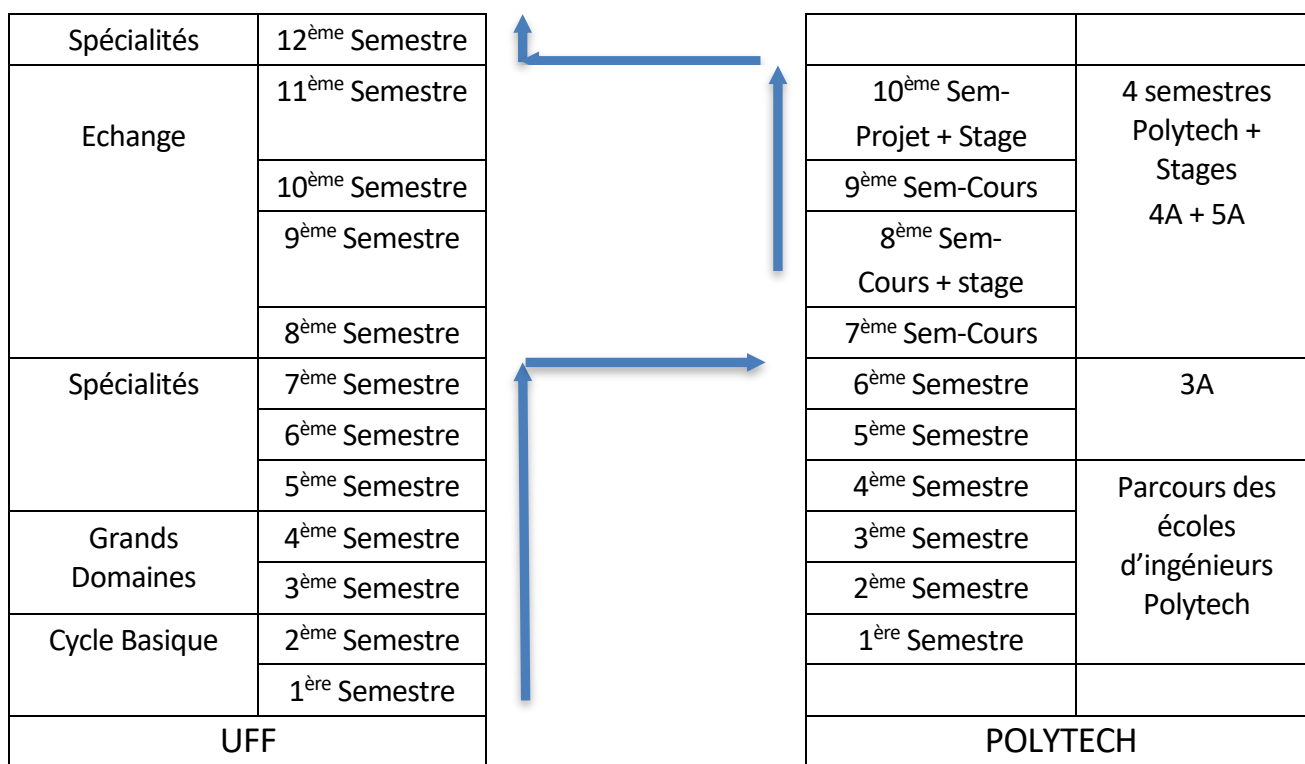 Spécialités
12ème Semestre
Echange
11ème Semestre
10ème Semestre
9ème Semestre
8ème Semestre
Spécialités
7ème Semestre
6ème Semestre
5ème Semestre
Grands
Domaines
4ème Semestre
3ème Semestre
Cycle Basique
2ème Semestre
1ère Semestre
UFF
10ème Sem-
Projet + Stage
9ème Sem-Cours
8ème Sem-
Cours + stage
7ème Sem-Cours
4 semestres
Polytech +
Stages
4A + 5A
6ème Semestre
5ème Semestre
3A
4ème Semestre
3ème Semestre
2ème Semestre
1ère Semestre
Parcours des
écoles
d’ingénieurs
Polytech
POLYTECH